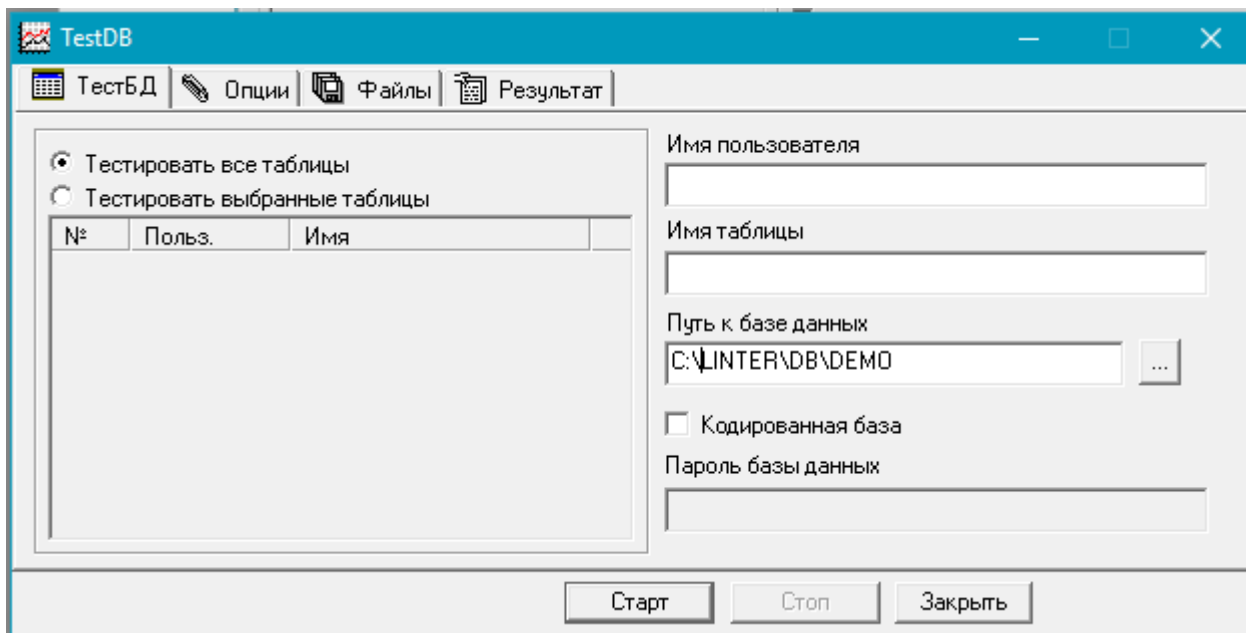 TestDB
ТестБД Опции Файлы Результат
Тестировать все таблицы
Тестировать выбранные таблицы
№ Польз. Имя
Имя пользователя
Имя таблицы
Путь к базе данных
C:\LINTER\DB\DEMO ...
Кодированная база
Пароль базы данных
Старт Стоп Закрыть